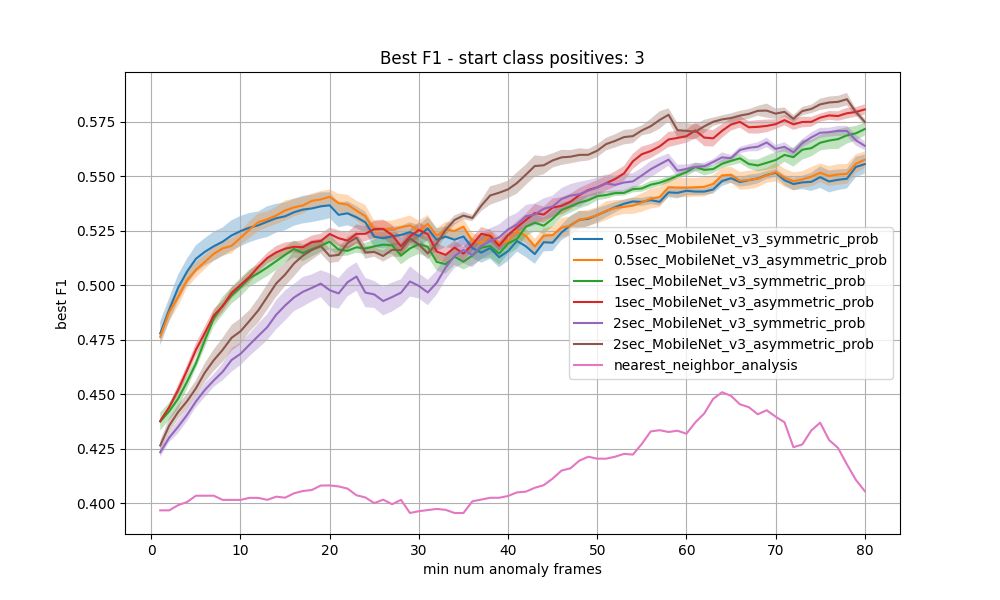 Best F1 - start class positives: 3
best F1
0.575
0.550
0.525
0.500
0.475
0.450
0.425
0.400
0.5sec_MobileNet_v3_symmetric_prob
0.5sec_MobileNet_v3_asymmetric_prob
1sec_MobileNet_v3_symmetric_prob
1sec_MobileNet_v3_asymmetric_prob
2sec_MobileNet_v3_symmetric_prob
2sec_MobileNet_v3_asymmetric_prob
nearest_neighbor_analysis
0 10 20 30 40 50 60 70 80
min num anomaly frames